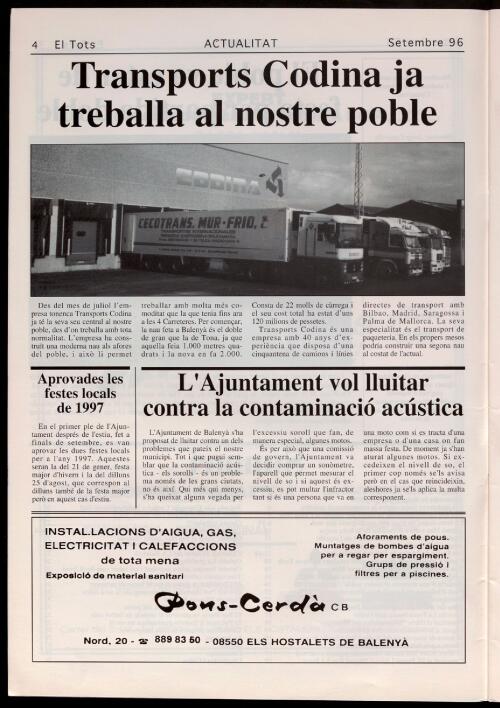 4 El Tots
ACTUALITAT
Setembre 96
Transports Codina ja
treballa al nostre poble
CODINA
CECOTRANS. MUR-FRIO,
Des del mes de juliol l'em-
presa tonenca Transports Codina
ja té la seva seu central al nostre
poble, des d'on treballa amb tota
normalitat. L'empresa ha cons-
truït una moderna nau als afores
del poble, i això li permet
treballar amb molta més co-
moditat que la que tenia fins ara
a les 4 Carreteres. Per començar,
la nau feta a Balenyà és el doble
de gran que la de Tona, ja que
aquella feia 1.000 metres qua-
drats i la nova en fa 2.000.
Consta de 22 molls de càrrega i
el seu cost total ha estat d'uns
120 milions de pessetes.
Transports Codina és una
empresa amb 40 anys d'ex-
periència que disposa d'una
cinquantena de camions i línies
directes de transport amb
Bilbao, Madrid, Saragossa i
Palma de Mallorca. La seva
especialitat és el transport de
paqueteria. En els propers mesos
podria construir una segona nau
al costat de l'actual.
Aprovades les
festes locals
de 1997
En el primer ple de l'Ajun-
tament després de l'estiu, fet a
finals de setembre, es van
aprovar les dues festes locals
per a l'any 1997. Aquestes
seran la del 21 de gener, festa
major d'hivern i la del dilluns
25 d'agost, que correspon al
dilluns també de la festa major
però en aquest cas d'estiu.
L'Ajuntament vol lluitar
contra la contaminació acústica
L'Ajuntament de Balenyà s'ha
proposat de lluitar contra un dels
problemes que pateix el nostre
municipi. Tot i que pugui sem-
blar que la contaminació acús-
tica - els sorolls - és un proble-
ma només de les grans ciutats,
no és així. Qui més qui menys,
s'ha queixat alguna vegada per
l'excessiu soroll que fan, de
manera especial, algunes motos.
És per això que una comissió
de govern, l'Ajuntament va
decidir comprar un sonòmetre,
l'aparell que permet mesurar el
nivell de so i si aquest és ex-
cessiu, es pot multar l'infractor
tant si és una persona que va en
una moto com si es tracta d'una
empresa o d'una casa on fan
massa festa. De moment ja s'han
aturat algunes motos. Si ex-
cedeixen el nivell de so, el
primer cop només se'ls avisa
però en el cas que reincideixin,
aleshores ja se'ls aplica la multa
corresponent.
INSTAL.LACIONS D'AIGUA, GAS,
ELECTRICITAT I CALEFACCIONS
de tota mena
Exposició de material sanitari
Aforaments de pous.
Muntatges de bombes d'aigua
per a regar per espargiment.
Grups de pressió i
filtres per a piscines.
Pons-Cerdà CB
Nord, 20 - ☎ 889 83 50 - 08550 ELS HOSTALETS DE BALENYÀ